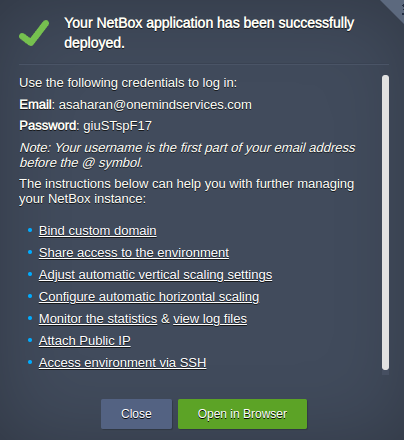 Your NetBox application has been successfully
deployed.
Use the following credentials to log in:
Email: asaharan@onemindservices.com
Password: giuSTspF17
Note: Your username is the first part of your email address
before the @ symbol.
The instructions below can help you with further managing
your NetBox instance:
Bind custom domain
Share access to the environment
Adjust automatic vertical scaling settings
Configure automatic horizontal scaling
Monitor the statistics & view log files
Attach Public IP
Access environment via SSH
Close
Open in Browser